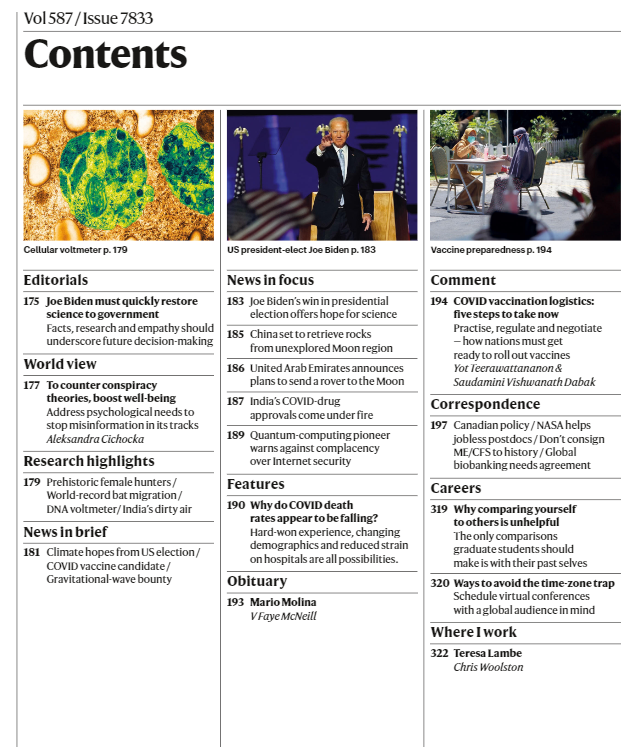 Vol 587 / Issue 7833
Contents
Cellular voltmeter p. 179
Editorials
175 Joe Biden must quickly restore
science to government
Facts, research and empathy should
underscore future decision-making
World view
177 To counter conspiracy
theories, boost well-being
Address psychological needs to
stop misinformation in its tracks
Aleksandra Cichocka
Research highlights
179 Prehistoric female hunters /
World-record bat migration /
DNA voltmeter / India's dirty air
News in brief
181 Climate hopes from US election /
COVID vaccine candidate /
Gravitational-wave bounty
US president-elect Joe Biden p. 183
News in focus
183 Joe Biden's win in presidential
election offers hope for science
185 China set to retrieve rocks
from unexplored Moon region
186 United Arab Emirates announces
plans to send a rover to the Moon
187 India's COVID-drug
approvals come under fire
189 Quantum-computing pioneer
warns against complacency
over Internet security
Features
190 Why do COVID death
rates appear to be falling?
Hard-won experience, changing
demographics and reduced strain
on hospitals are all possibilities.
Obituary
193 Mario Molina
V Faye McNeill
Vaccine preparedness p. 194
Comment
194 COVID vaccination logistics:
five steps to take now
Practise, regulate and negotiate
— how nations must get
ready to roll out vaccines
Yot Teerawattananon &
Saudamini Vishwanath Dabak
Correspondence
197 Canadian policy / NASA helps
jobless postdocs / Don't consign
ME/CFS to history / Global
biobanking needs agreement
Careers
319 Why comparing yourself
to others is unhelpful
The only comparisons
graduate students should
make is with their past selves
320 Ways to avoid the time-zone trap
Schedule virtual conferences
with a global audience in mind
Where I work
322 Teresa Lambe
Chris Woolston